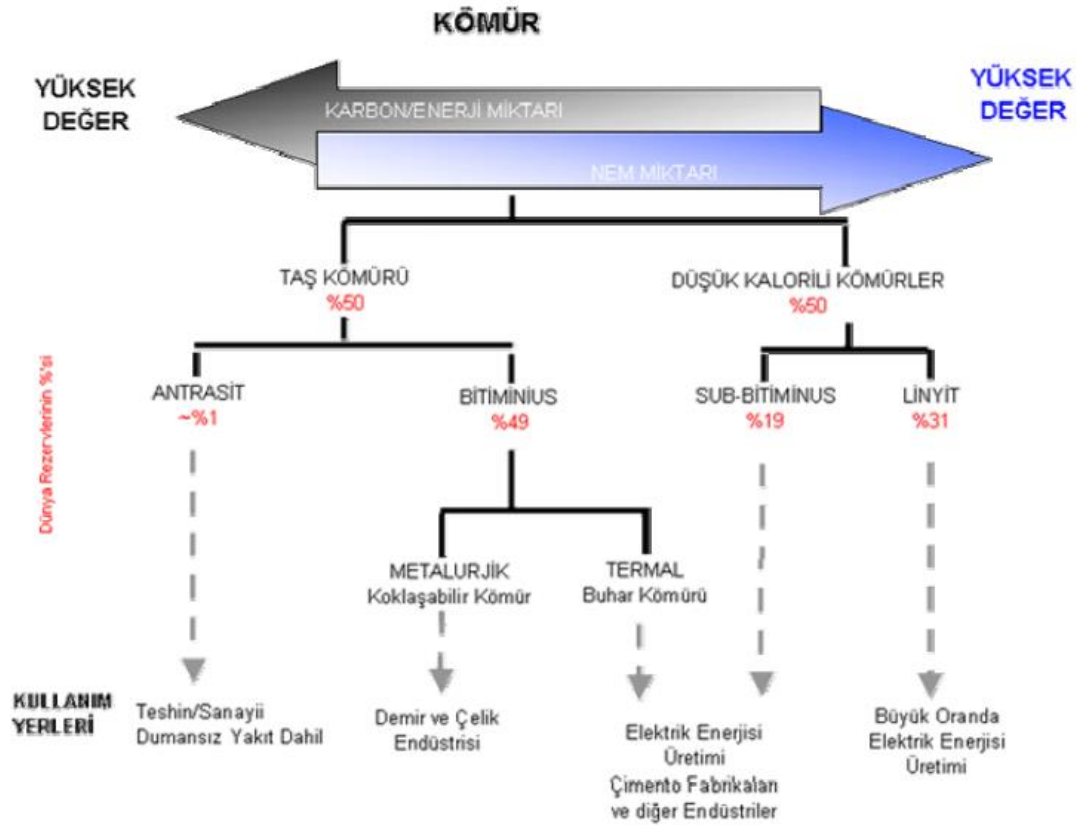 KÖMÜR
YÜKSEK
DEĞER
YÜKSEK
DEĞER
KARBON/ENERJİ MİKTARI
NEM MİKTARI
TAŞ KÖMÜRÜ
%50
DÜŞÜK KALORİLİ KÖMÜRLER
%50
Dünya Rezervlerinin %'si
ANTRASİT
~%1
BİTİMİNİUS
%49
SUB-BİTİMİNUS
%19
LİNYİT
%31
METALURJİK
Koklaşabilir Kömür
TERMAL
Buhar Kömürü
KULLANIM
YERLERİ
Teshin/Sanayii
Dumansız Yakıt Dahil
Demir ve Çelik
Endüstrisi
Elektrik Enerjisi
Üretimi
Çimento Fabrikaları
ve diğer Endüstriler
Büyük Oranda
Elektrik Enerjisi
Üretimi